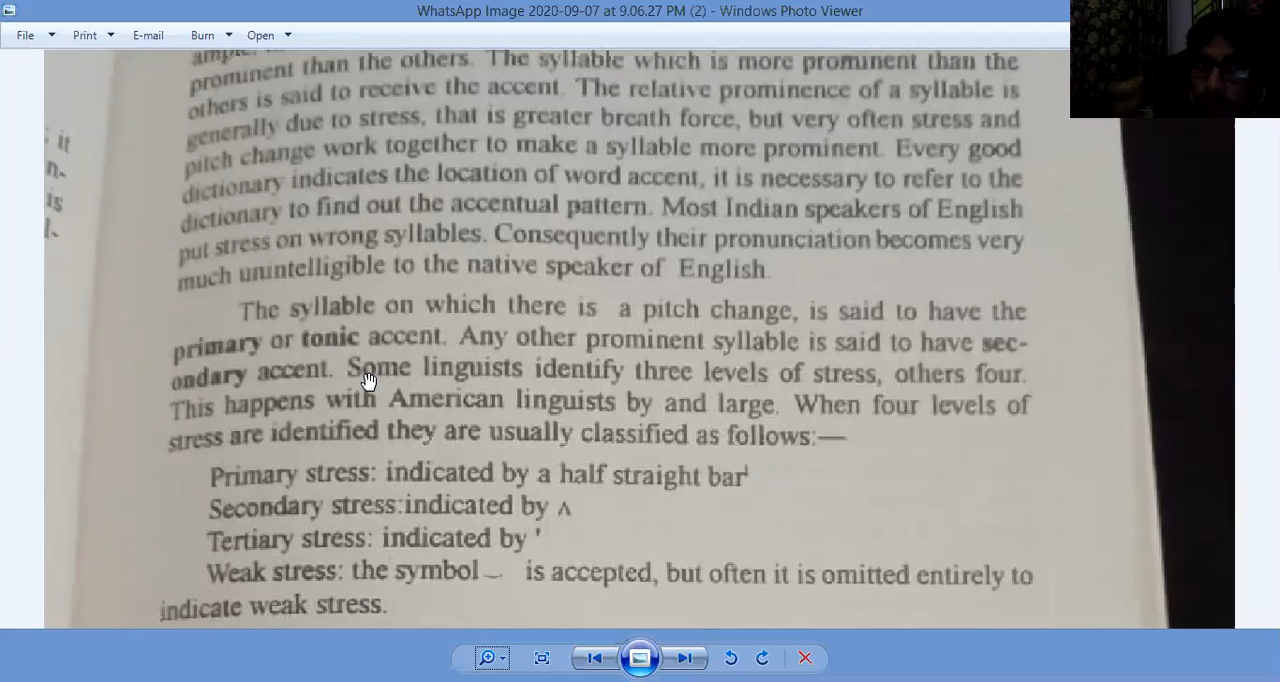 WhatsApp Image 2020-09-07 at 9.06.27 PM (2) - Windows Photo Viewer
File Print E-mail Burn Open
prominent than the others. The syllable which is more prominent than the
others is said to receive the accent. The relative prominence of a syllable is
generally due to stress, that is greater breath force, but very often stress and
pitch change work together to make a syllable more prominent. Every good
dictionary indicates the location of word accent, it is necessary to refer to the
dictionary to find out the accentual pattern. Most Indian speakers of English
put stress on wrong syllables. Consequently their pronunciation becomes very
much unintelligible to the native speaker of English.
The syllable on which there is a pitch change, is said to have the
primary or tonic accent. Any other prominent syllable is said to have sec-
ondary accent. Some linguists identify three levels of stress, others four.
This happens with American linguists by and large. When four levels of
stress are identified they are usually classified as follows:—
Primary stress: indicated by a half straight bar¹
Secondary stress:indicated by ʌ
Tertiary stress: indicated by '
Weak stress: the symbol ‿ is accepted, but often it is omitted entirely to
indicate weak stress.
: it
n-
is
l-